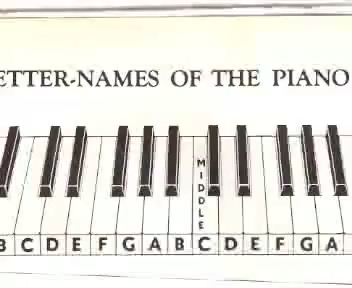 ETTER-NAMES OF THE PIANO
MIDDLE
B C D E F G A B C D E F G A